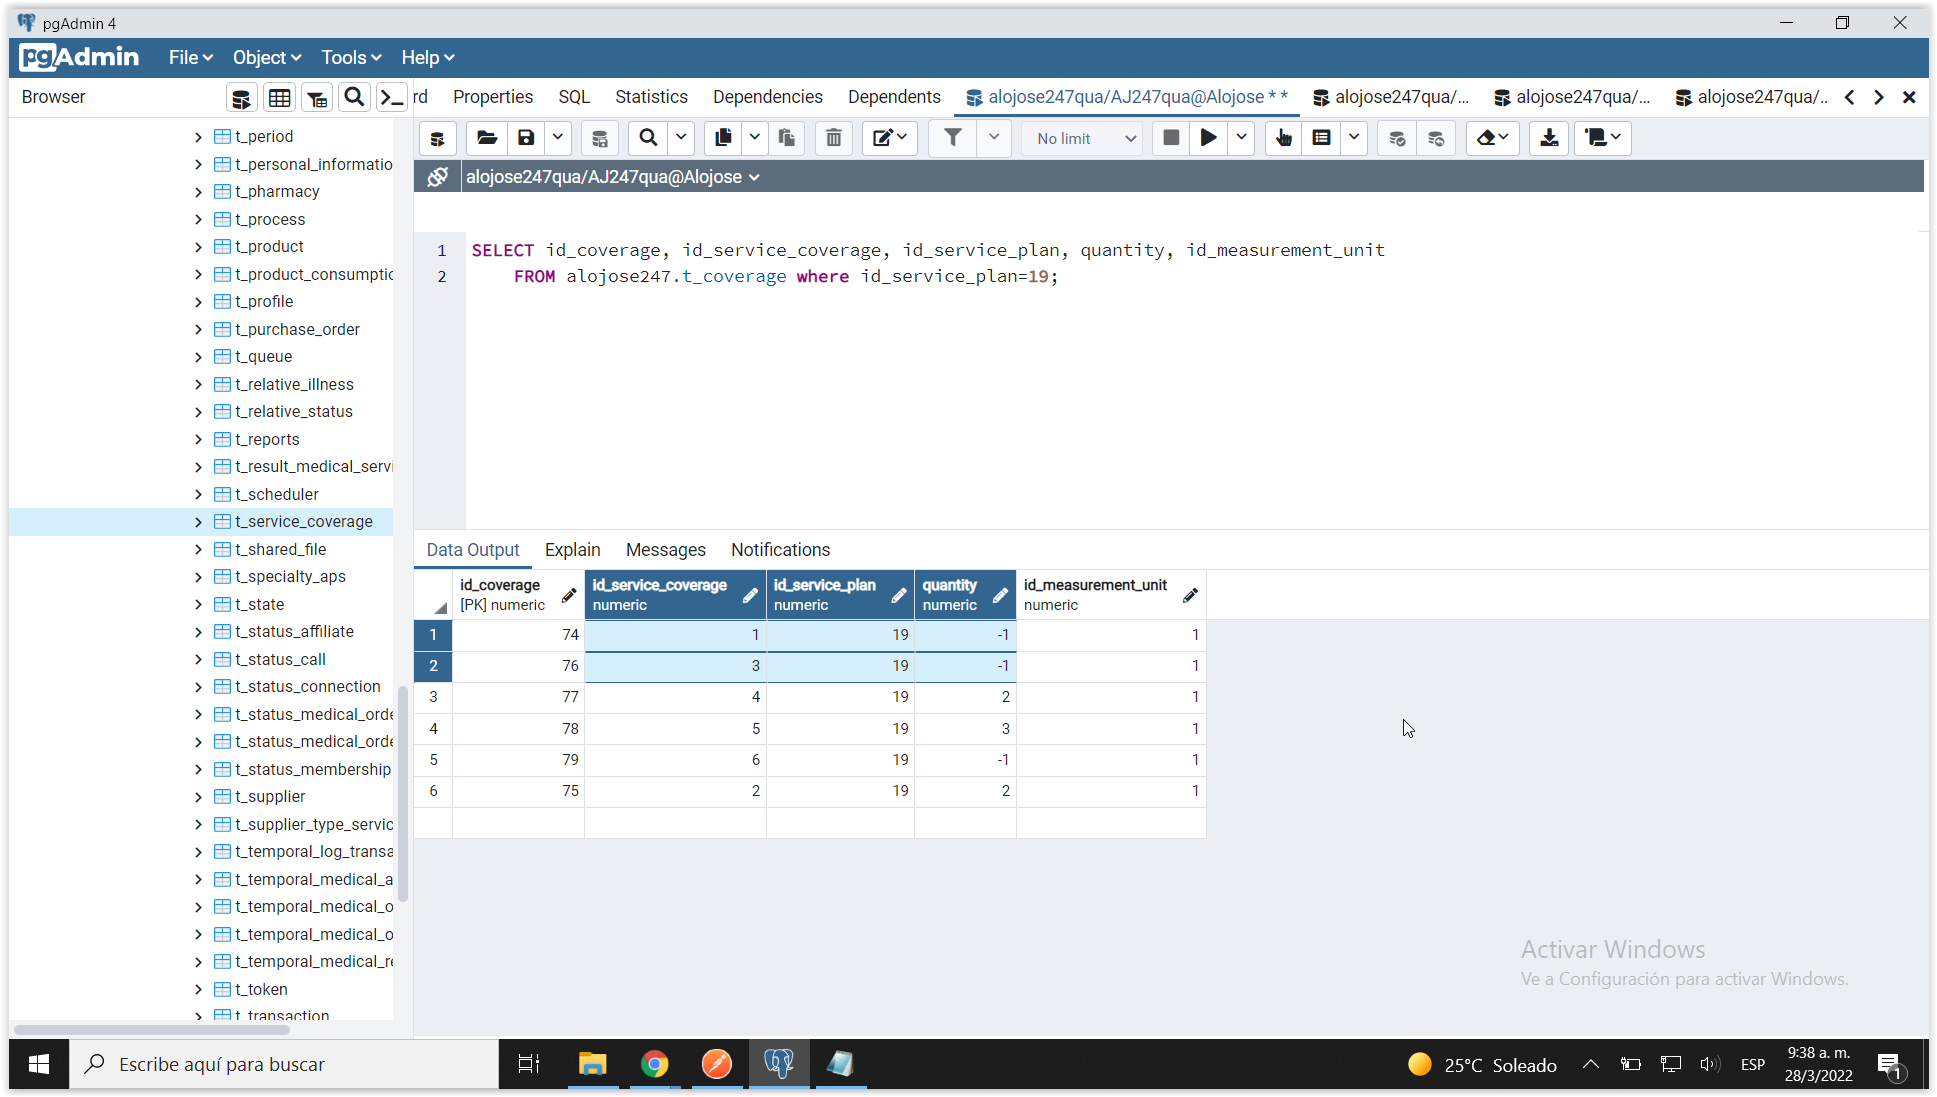 pgAdmin 4
pgAdmin File Object Tools Help
Browser
rd Properties SQL Statistics Dependencies Dependents alojose247qua/AJ247qua@Alojose * * alojose247qua/... alojose247qua/... alojose247qua/..
No limit
alojose247qua/AJ247qua@Alojose
t_period
t_personal_informatio
t_pharmacy
t_process
t_product
t_product_consumptic
t_profile
t_purchase_order
t_queue
t_relative_illness
t_relative_status
t_reports
t_result_medical_servi
t_scheduler
t_service_coverage
t_shared_file
t_specialty_aps
t_state
t_status_affiliate
t_status_call
t_status_connection
t_status_medical_orde
t_status_medical_orde
t_status_membership
t_supplier
t_supplier_type_servic
t_temporal_log_transa
t_temporal_medical_a
t_temporal_medical_o
t_temporal_medical_o
t_temporal_medical_re
t_token
t_transaction
1 SELECT id_coverage, id_service_coverage, id_service_plan, quantity, id_measurement_unit
2 FROM alojose247.t_coverage where id_service_plan=19;
Data Output Explain Messages Notifications
id_coverage id_service_coverage id_service_plan quantity id_measurement_unit
[PK] numeric numeric numeric numeric numeric
1 74 1 19 -1 1
2 76 3 19 -1 1
3 77 4 19 2 1
4 78 5 19 3 1
5 79 6 19 -1 1
6 75 2 19 2 1
Activar Windows
Ve a Configuración para activar Windows.
Escribe aquí para buscar
25°C Soleado
ESP
9:38 a. m.
28/3/2022
1